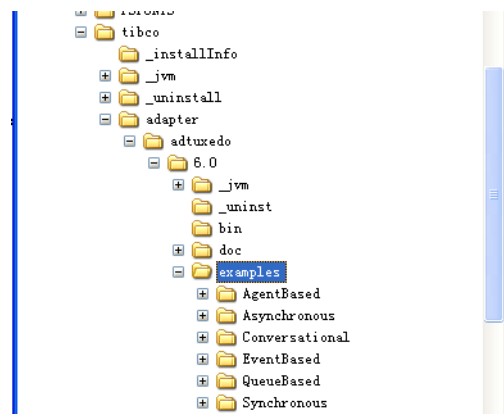 tibco
_installInfo
_jvm
_uninstall
adapter
adtuxedo
6.0
_jvm
_uninst
bin
doc
examples
AgentBased
Asynchronous
Conversational
EventBased
QueueBased
Synchronous